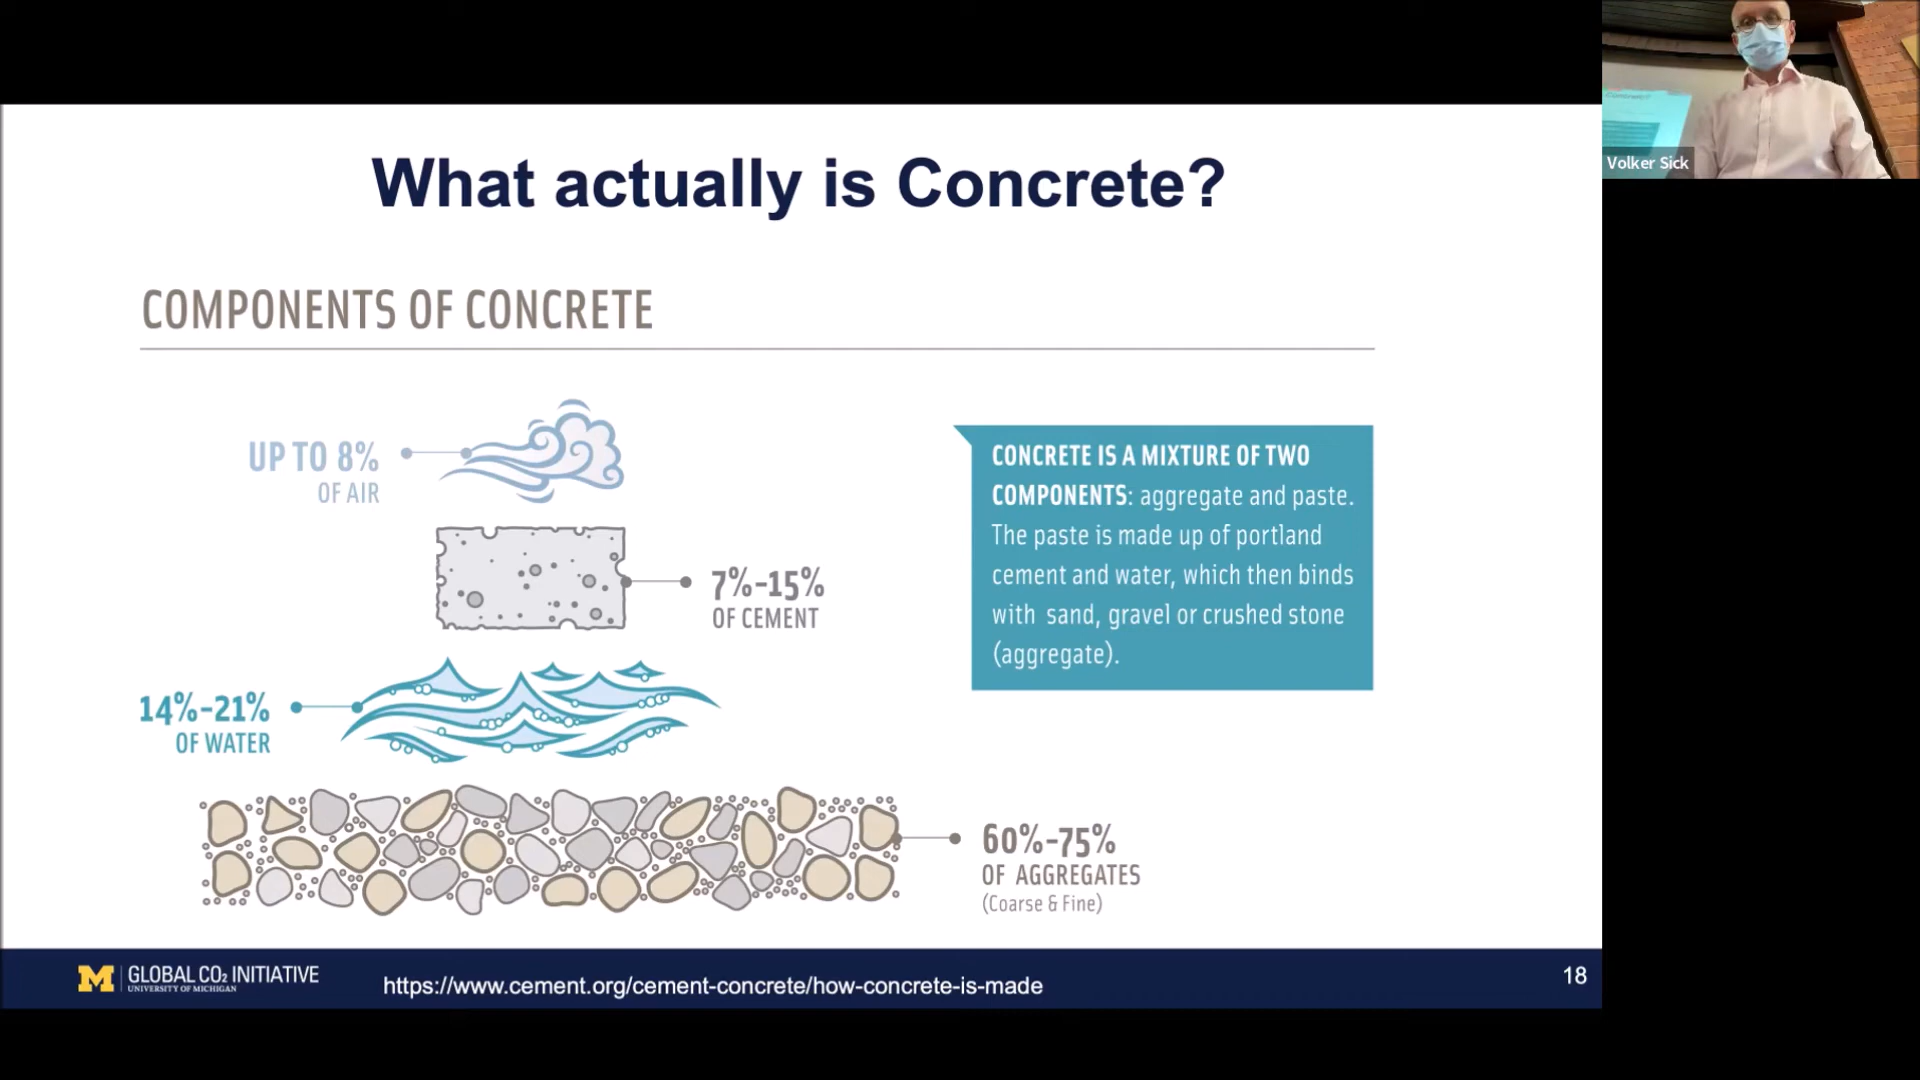 What actually is Concrete?
COMPONENTS OF CONCRETE
UP TO 8%
OF AIR
7%-15%
OF CEMENT
14%-21%
OF WATER
60%-75%
OF AGGREGATES
(Coarse & Fine)
CONCRETE IS A MIXTURE OF TWO
COMPONENTS: aggregate and paste.
The paste is made up of portland
cement and water, which then binds
with sand, gravel or crushed stone
(aggregate).
M GLOBAL CO₂ INITIATIVE
UNIVERSITY OF MICHIGAN
https://www.cement.org/cement-concrete/how-concrete-is-made
18
Volker Sick